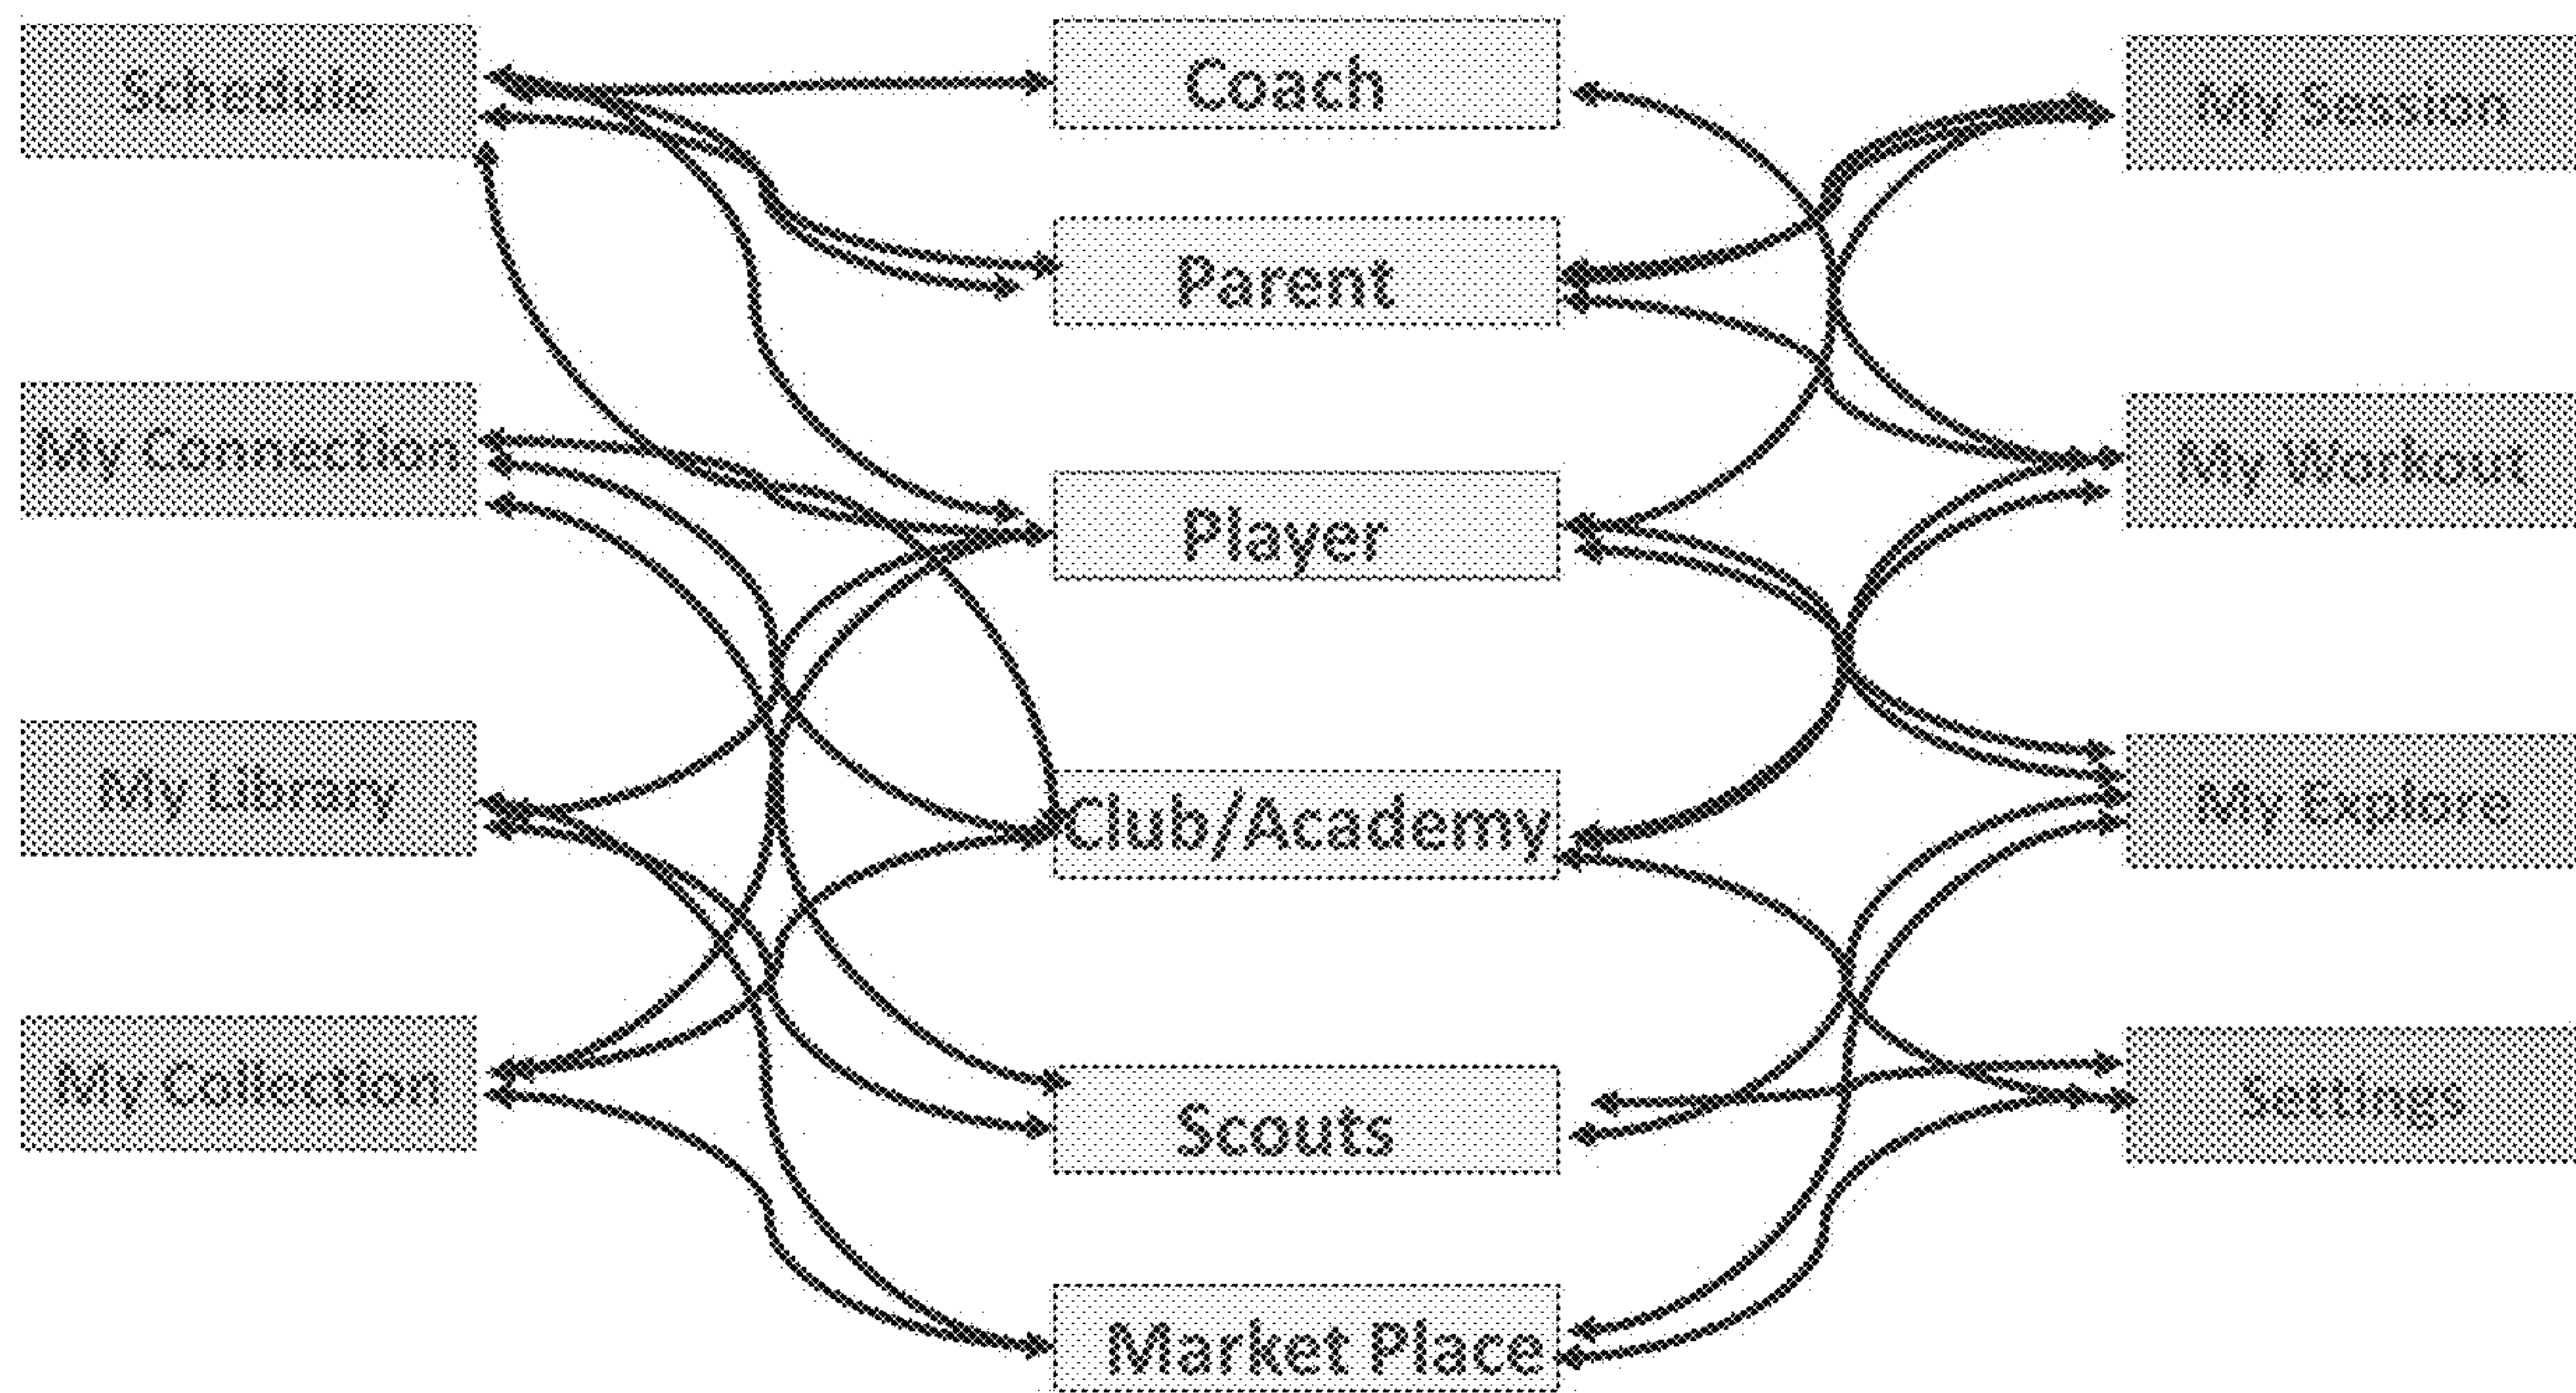 Schedule
My Connection
My Library
My Collection
Coach
Parent
Player
Club/Academy
Scouts
Market Place
My Session
My Workout
My Explore
Settings